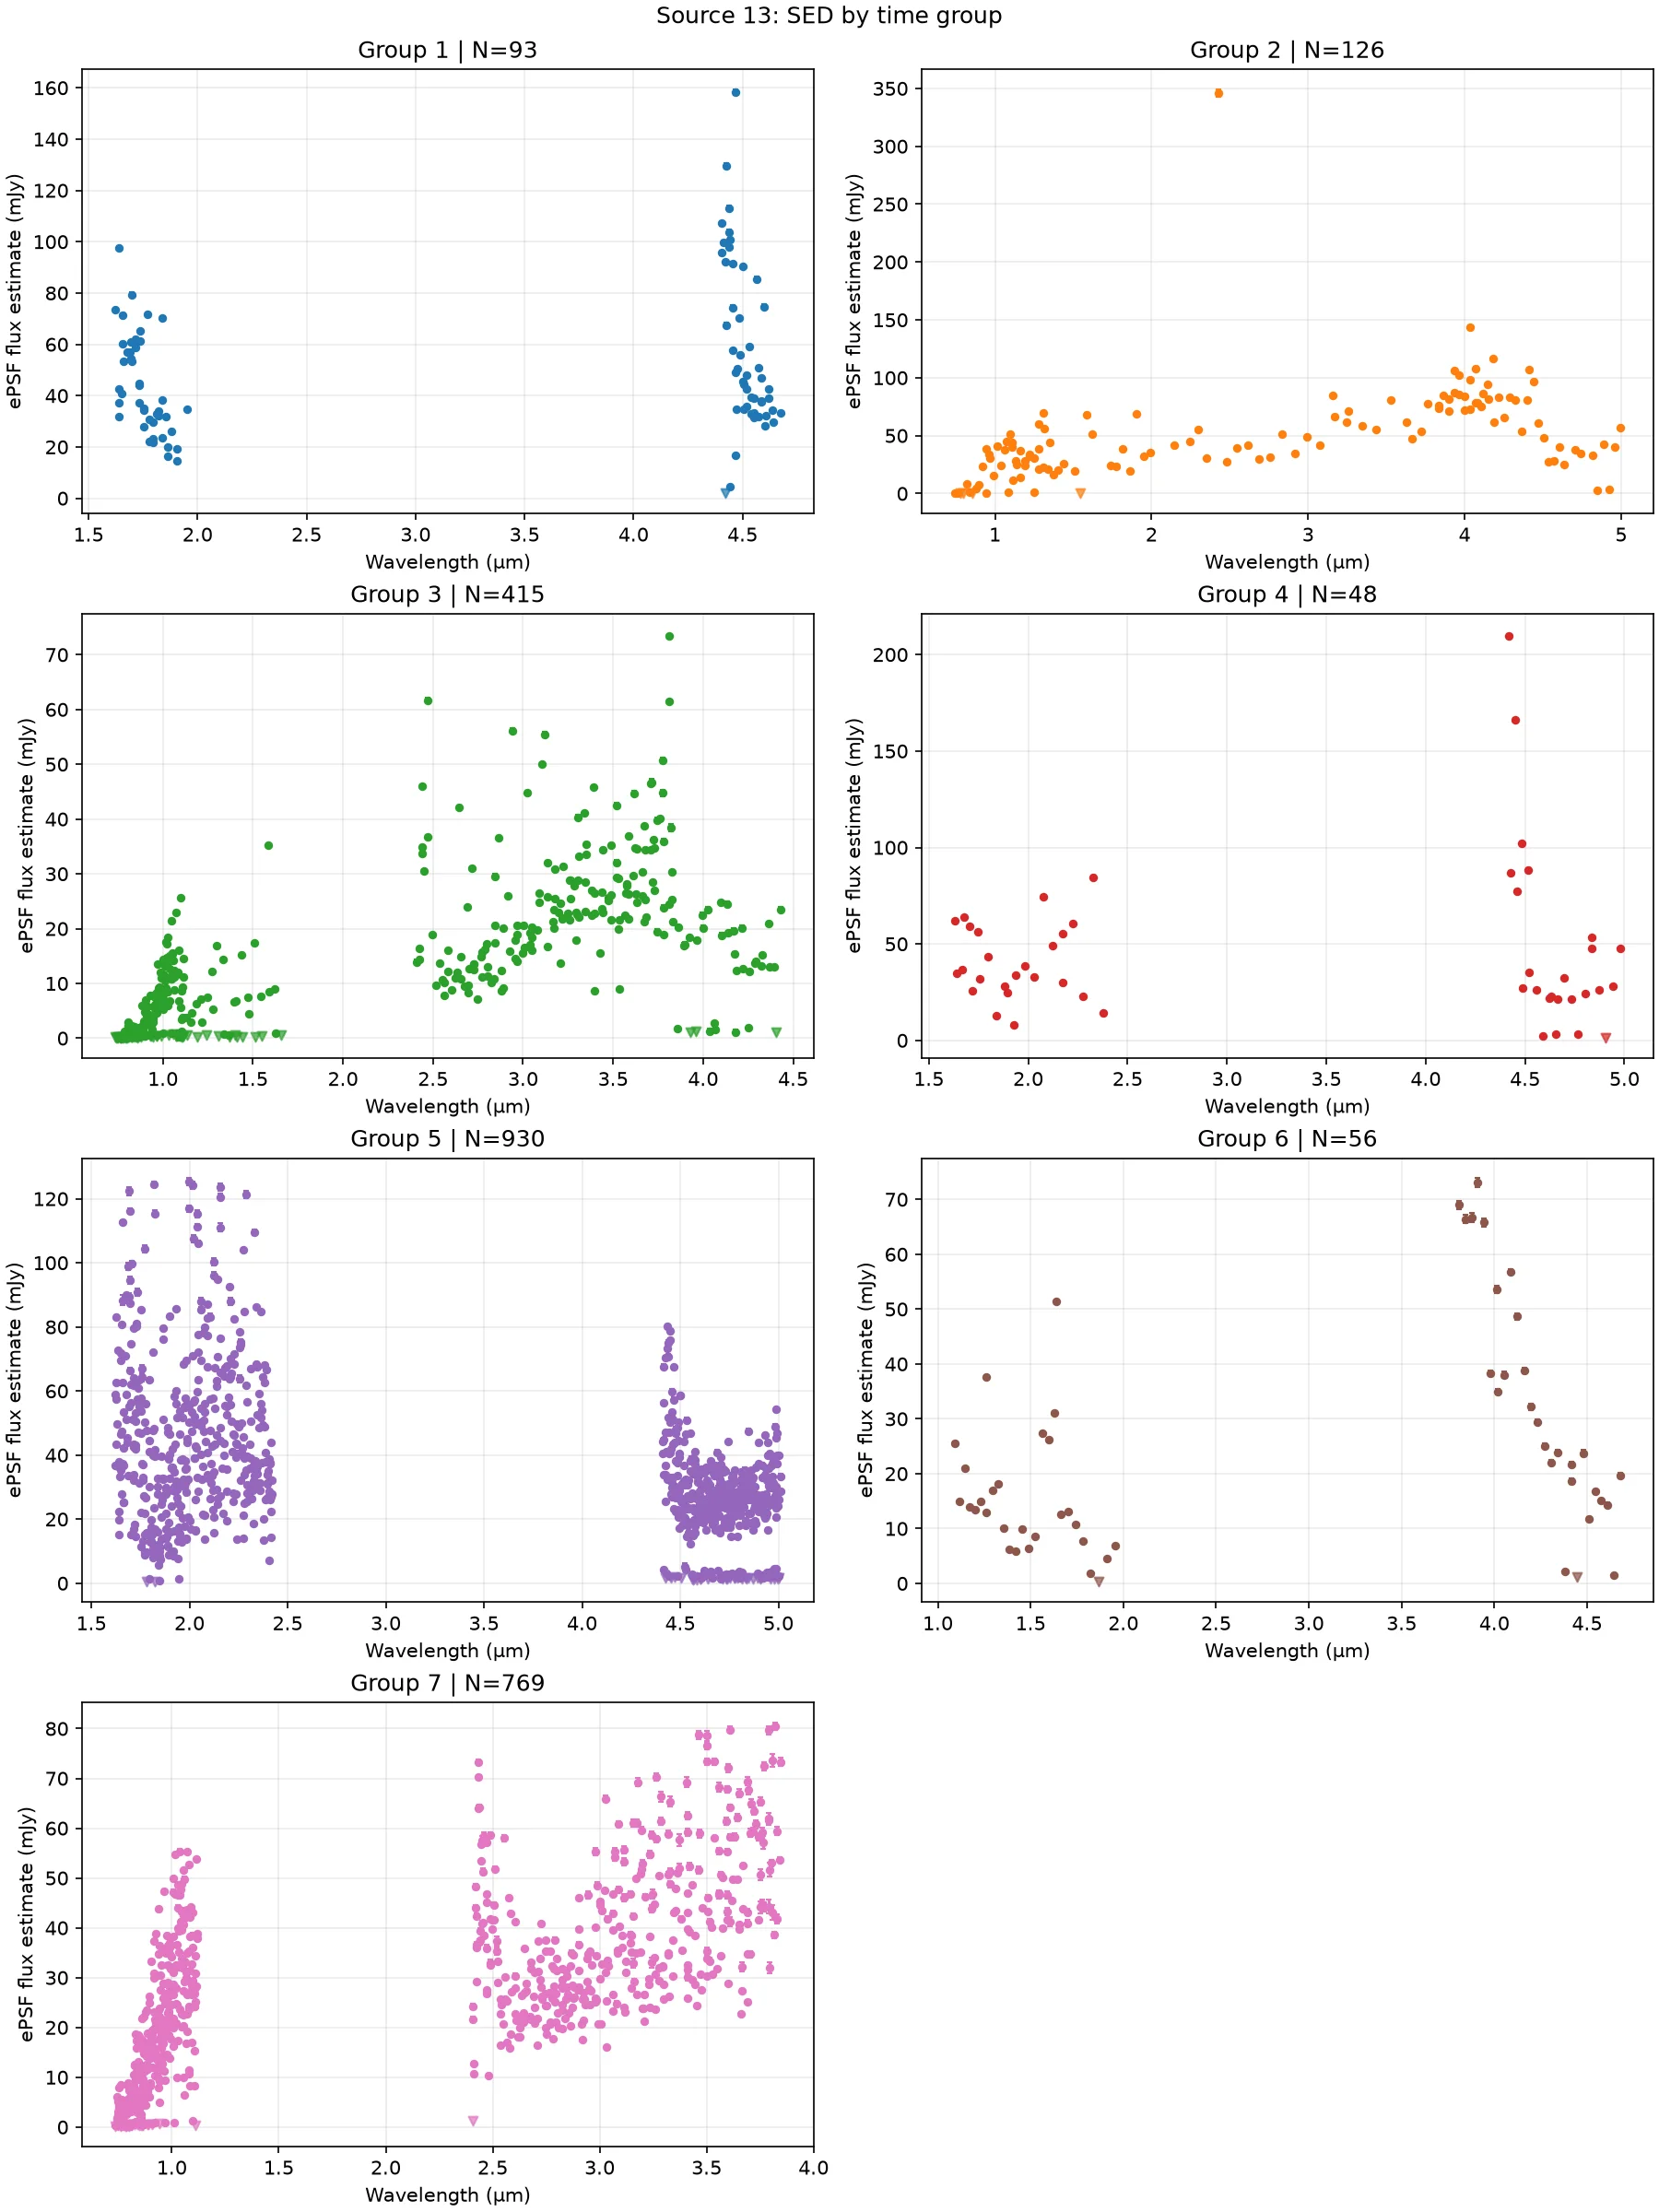 Source 13: SED by time group
Group 1 | N=93
ePSF flux estimate (mJy)
160
140
120
100
80
60
40
20
0
1.5 2.0 2.5 3.0 3.5 4.0 4.5
Wavelength (μm)
Group 2 | N=126
ePSF flux estimate (mJy)
350
300
250
200
150
100
50
0
1 2 3 4 5
Wavelength (μm)
Group 3 | N=415
ePSF flux estimate (mJy)
70
60
50
40
30
20
10
0
1.0 1.5 2.0 2.5 3.0 3.5 4.0 4.5
Wavelength (μm)
Group 4 | N=48
ePSF flux estimate (mJy)
200
150
100
50
0
1.5 2.0 2.5 3.0 3.5 4.0 4.5 5.0
Wavelength (μm)
Group 5 | N=930
ePSF flux estimate (mJy)
120
100
80
60
40
20
0
1.5 2.0 2.5 3.0 3.5 4.0 4.5 5.0
Wavelength (μm)
Group 6 | N=56
ePSF flux estimate (mJy)
70
60
50
40
30
20
10
0
1.0 1.5 2.0 2.5 3.0 3.5 4.0 4.5
Wavelength (μm)
Group 7 | N=769
ePSF flux estimate (mJy)
80
70
60
50
40
30
20
10
0
1.0 1.5 2.0 2.5 3.0 3.5 4.0
Wavelength (μm)